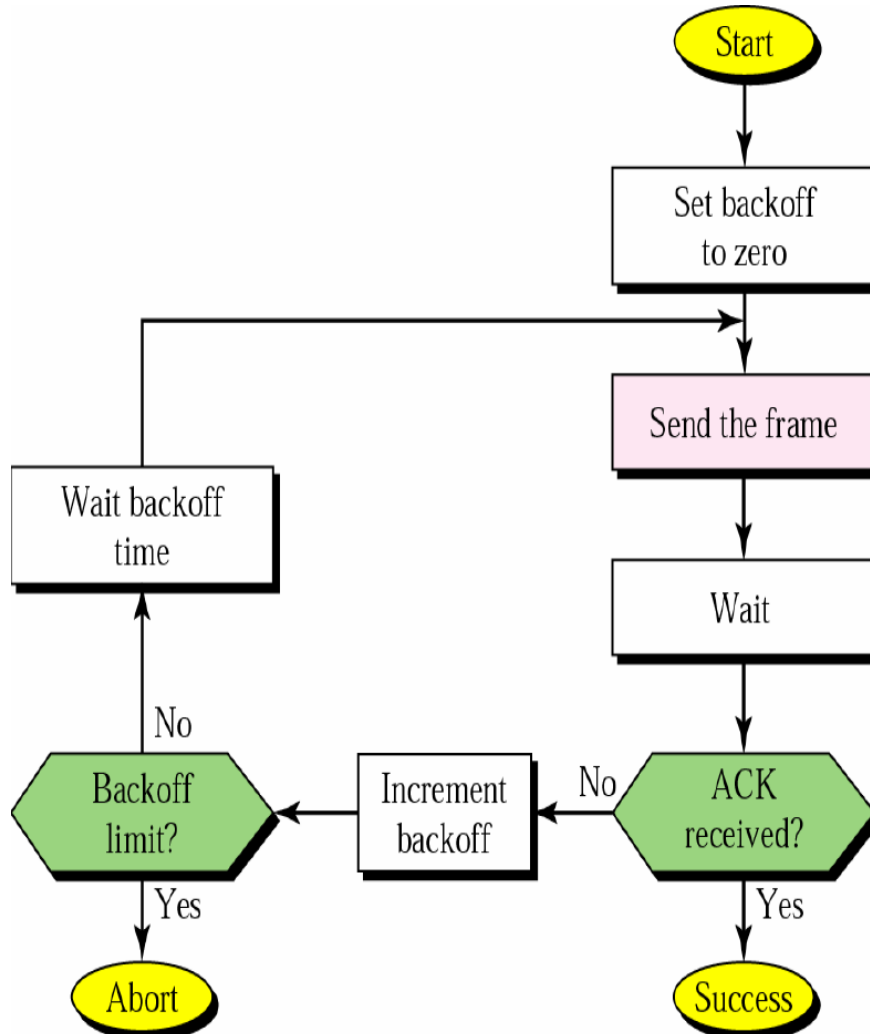 Start
Set backoff
to zero
Send the frame
Wait backoff
time
Wait
No
Backoff
limit?
Increment
backoff
No
ACK
received?
Yes
Yes
Abort
Success